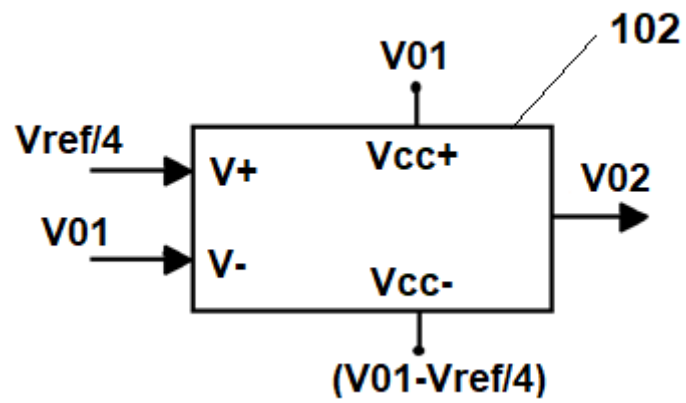 102
V01
Vref/4
V+
Vcc+
V02
V01
V-
Vcc-
(V01-Vref/4)